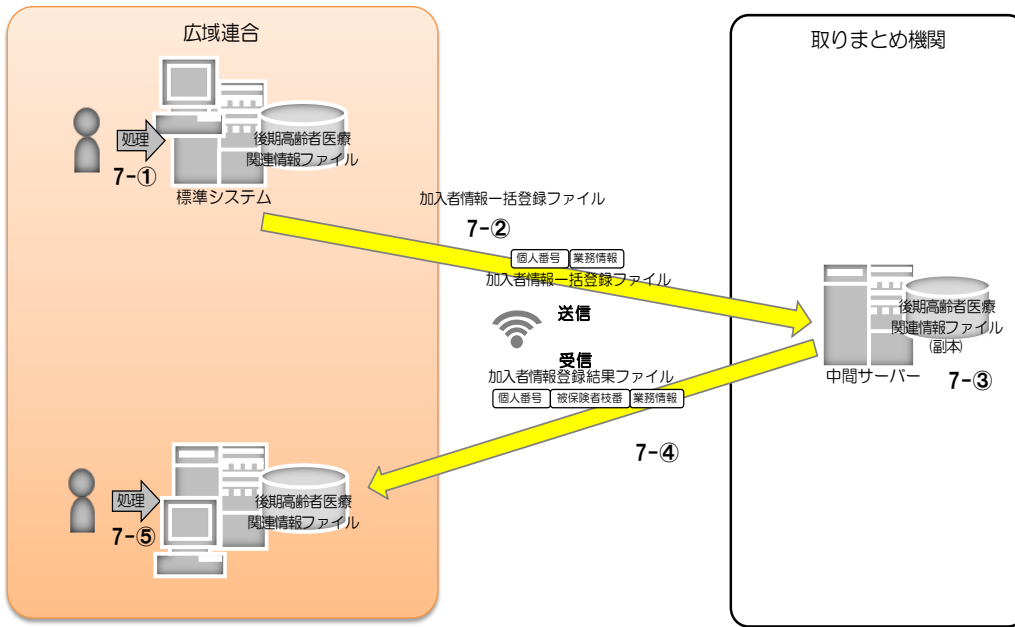 広域連合
処理
7-①
後期高齢者医療
関連情報ファイル
標準システム
加入者情報一括登録ファイル
7-②
個人番号 業務情報
加入者情報一括登録ファイル
送信
受信
加入者情報登録結果ファイル
個人番号 被保険者枝番 業務情報
7-④
処理
7-⑤
後期高齢者医療
関連情報ファイル
取りまとめ機関
後期高齢者医療
関連情報ファイル
(副本)
中間サーバー
7-③